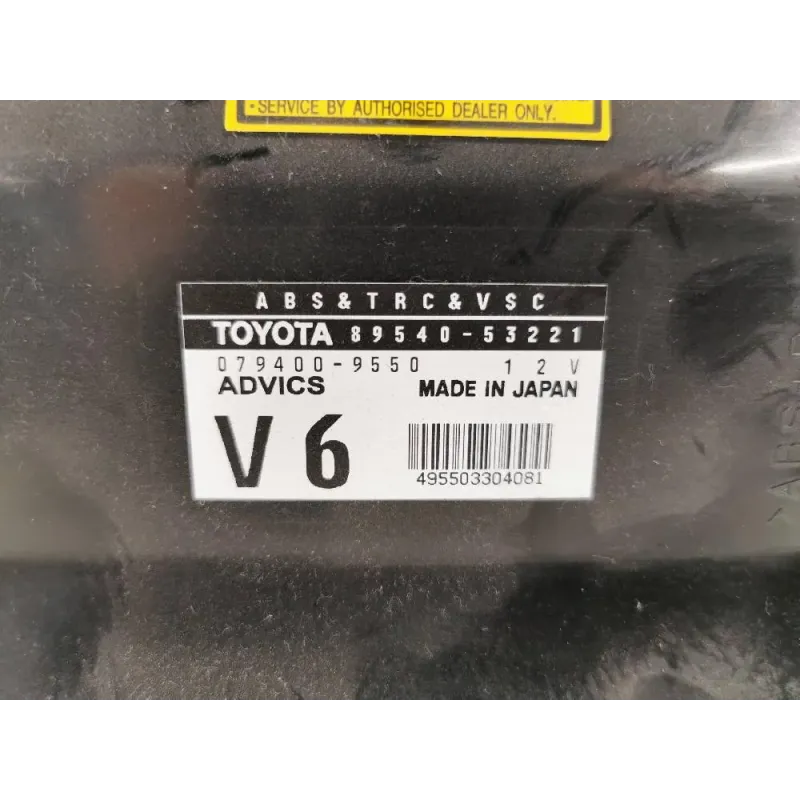 -SERVICE BY AUTHORISED DEALER ONLY.
ABS&TRC&VSC
TOYOTA 89540-53221
079400-9550 12V
ADVICS MADE IN JAPAN
V6
495503304081